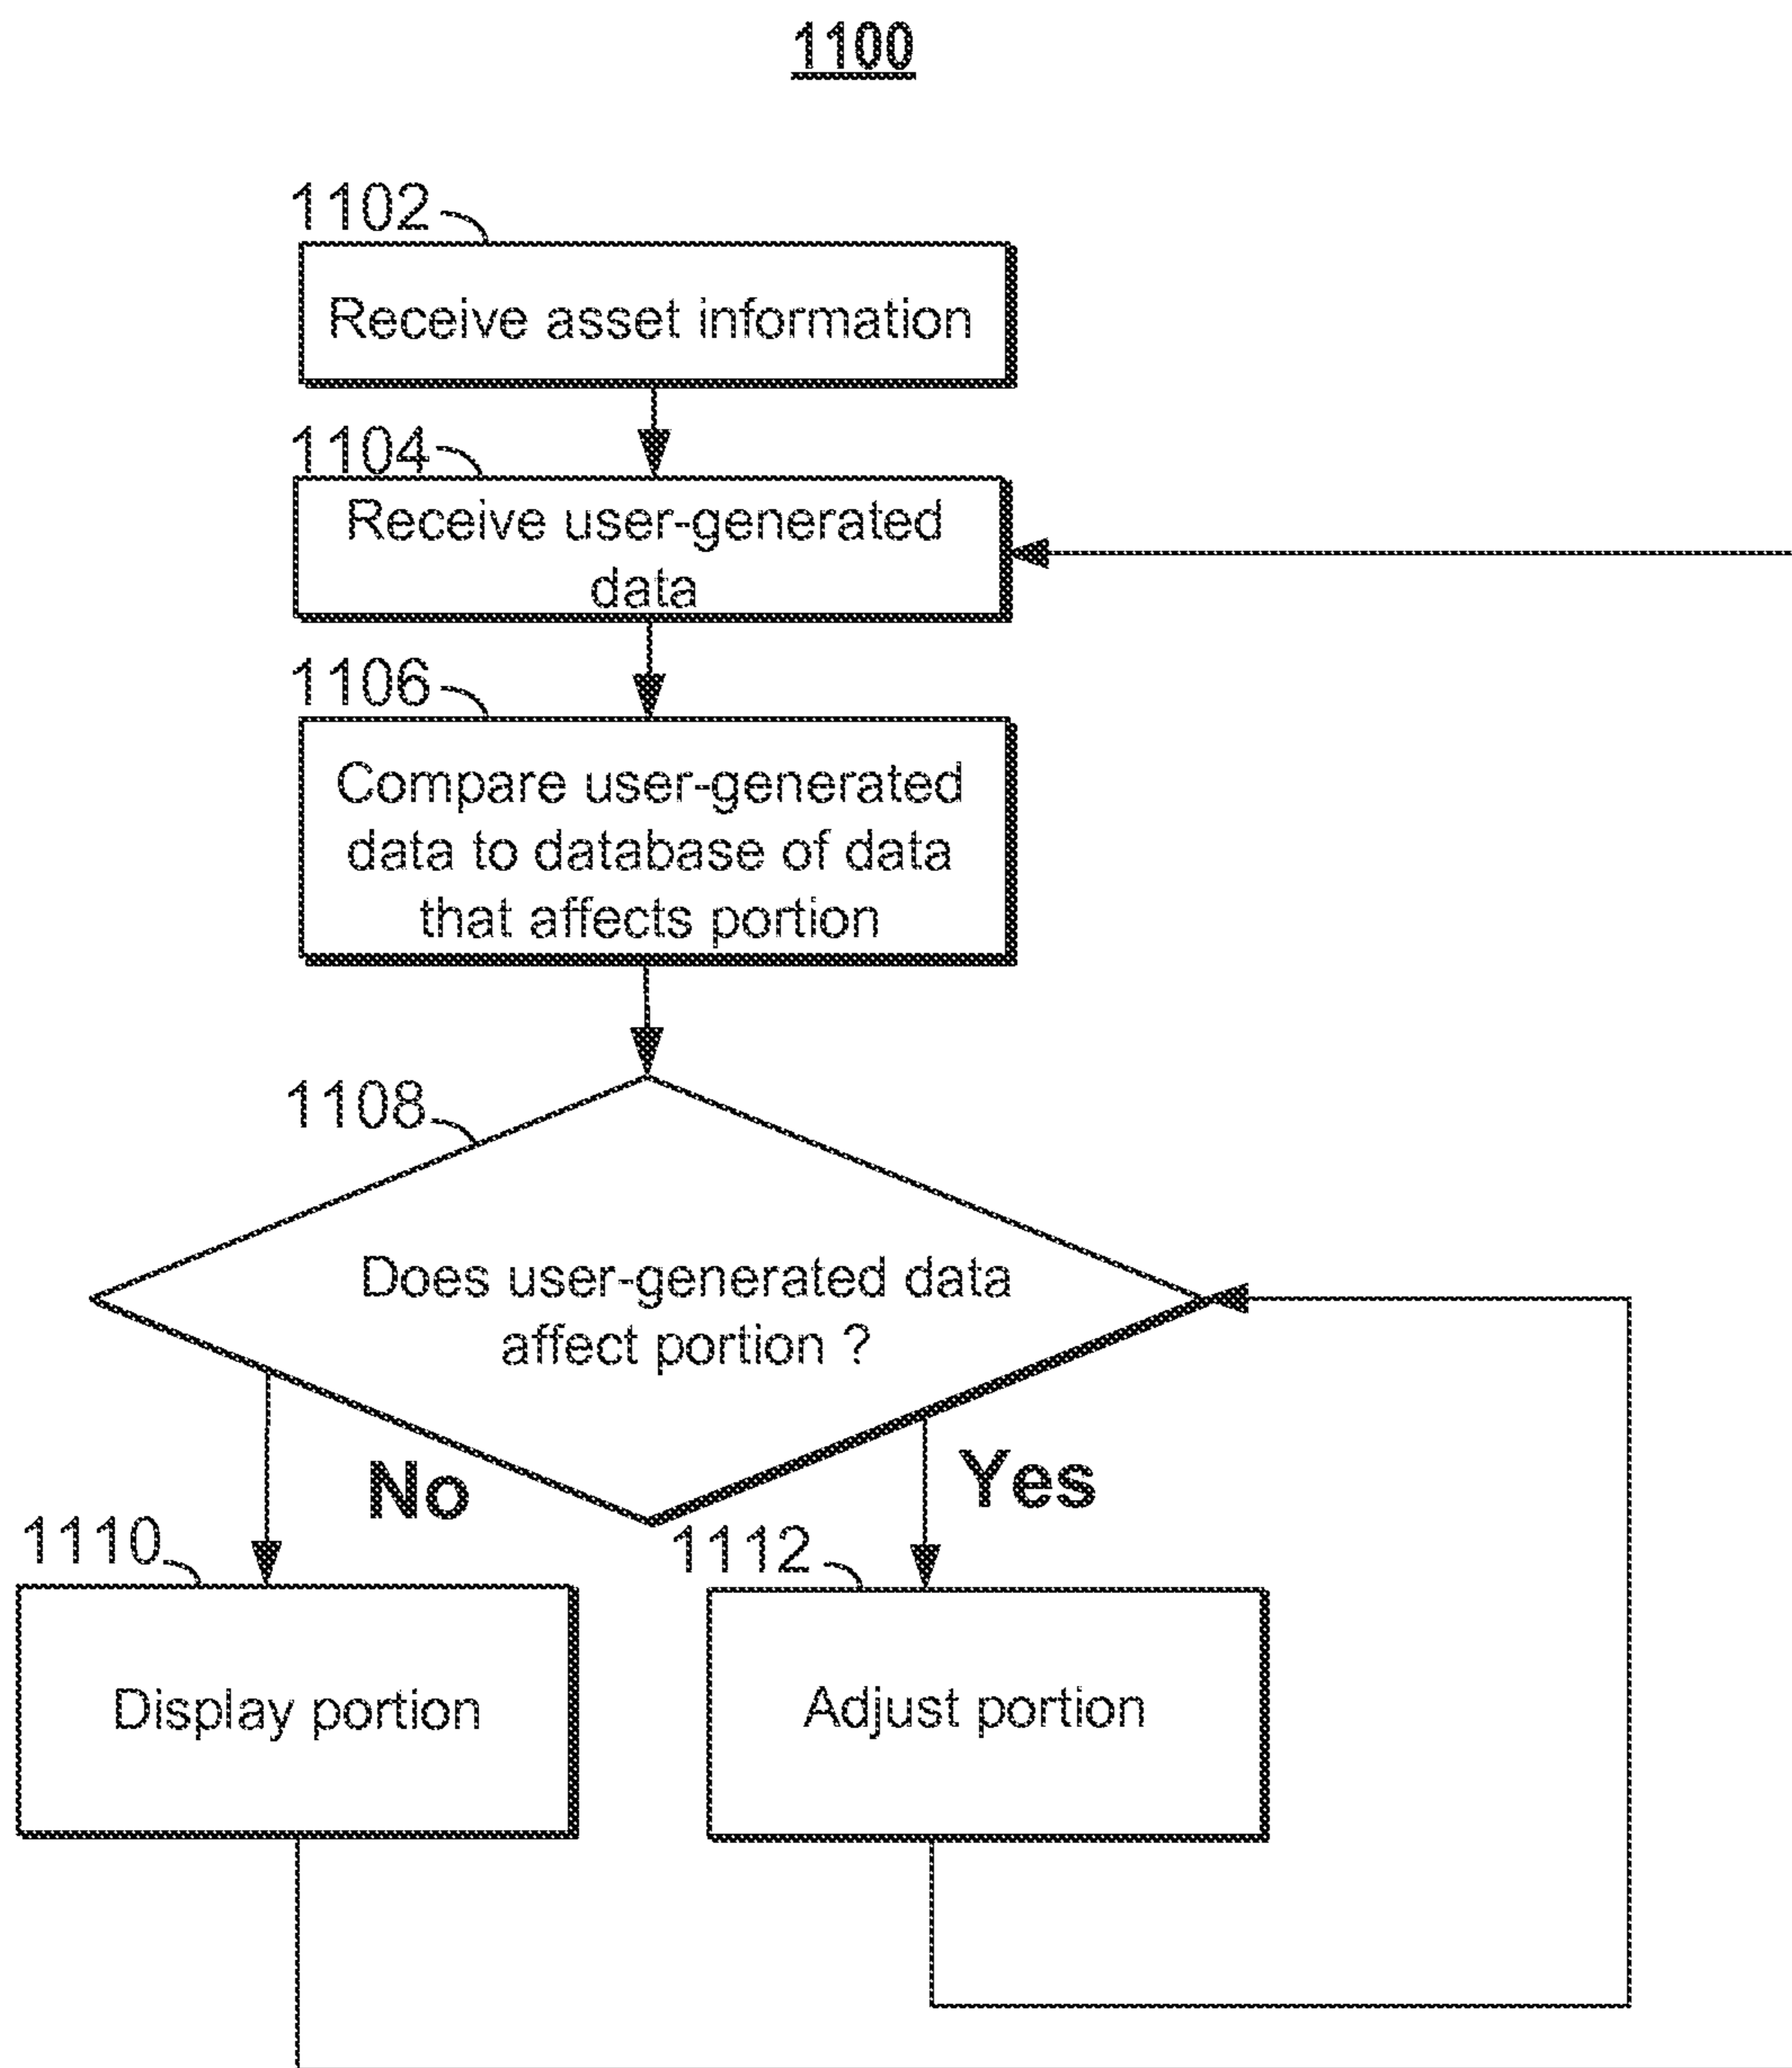 1100
1102
Receive asset information
1104
Receive user-generated
data
1106
Compare user-generated
data to database of data
that affects portion
1108
Does user-generated data
affect portion ?
No
Yes
1110
1112
Display portion
Adjust portion